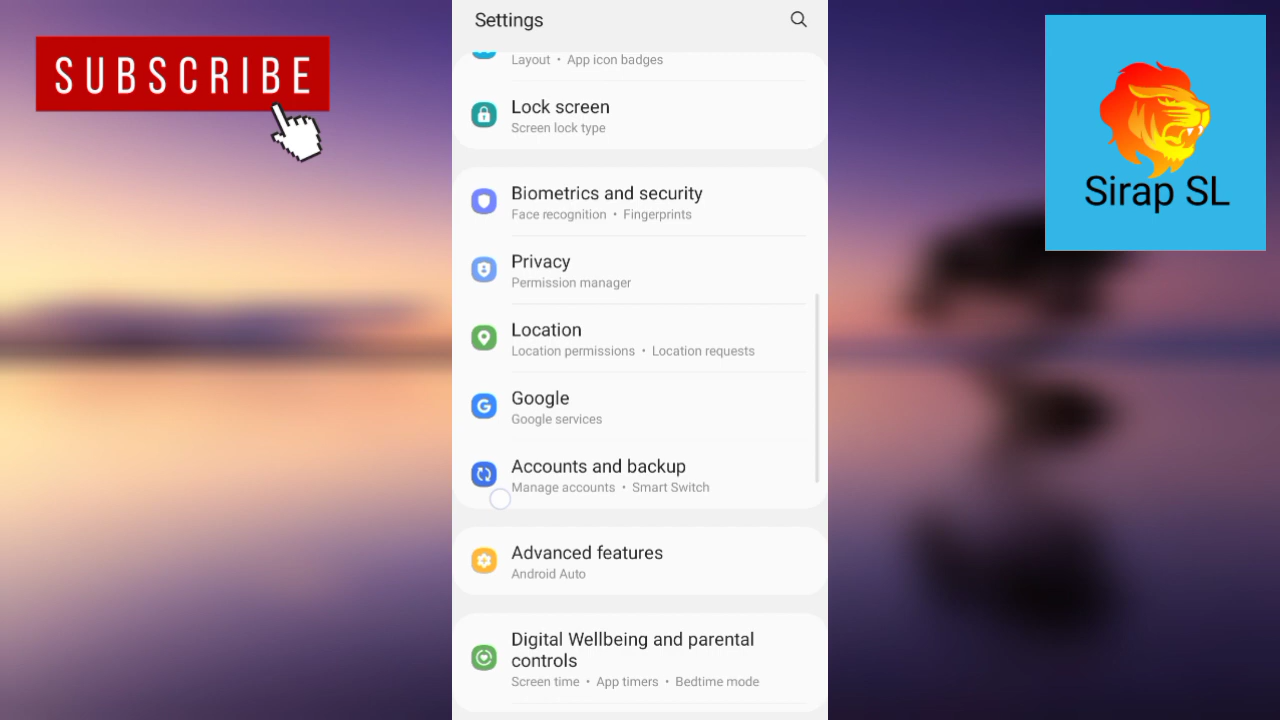 SUBSCRIBE
Settings
Layout • App icon badges
Lock screen
Screen lock type
Biometrics and security
Face recognition • Fingerprints
Privacy
Permission manager
Location
Location permissions • Location requests
Google
Google services
Accounts and backup
Manage accounts • Smart Switch
Advanced features
Android Auto
Digital Wellbeing and parental
controls
Screen time • App timers • Bedtime mode
Sirap SL